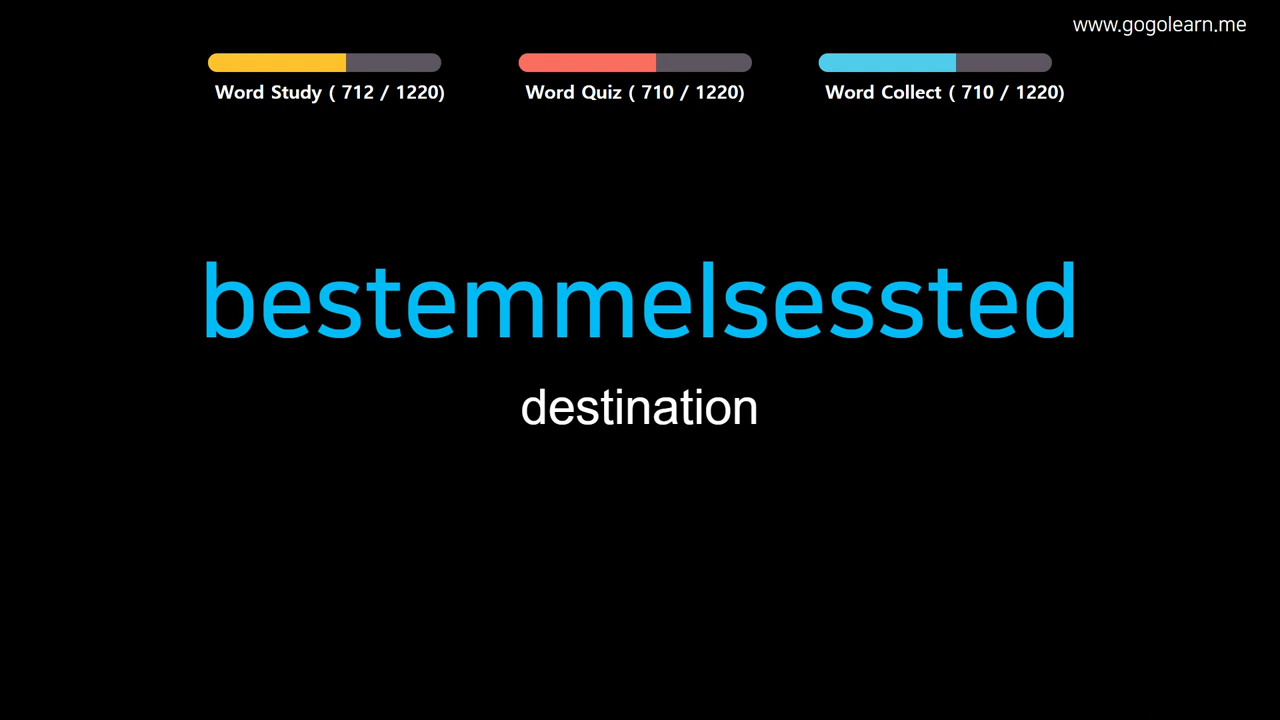 www.gogolearn.me
Word Study ( 712 / 1220)
Word Quiz ( 710 / 1220)
Word Collect ( 710 / 1220)
bestemmelsessted
destination